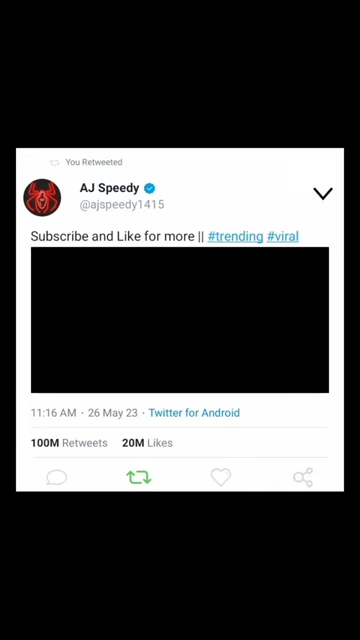 You Retweeted
AJ Speedy
@ajspeedy1415
Subscribe and Like for more || #trending #viral
11:16 AM · 26 May 23 · Twitter for Android
100M Retweets 20M Likes